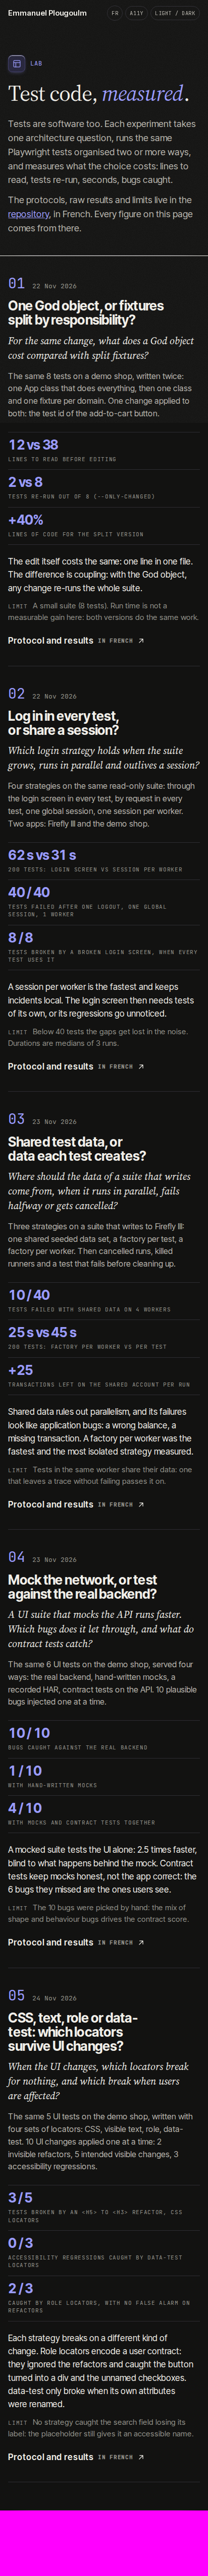 Emmanuel Plougoulm
FR
A11Y
LIGHT / DARK
LAB
Test code, measured.
Tests are software too. Each experiment takes
one architecture question, runs the same
Playwright tests organised two or more ways,
and measures what the choice costs: lines to
read, tests re-run, seconds, bugs caught.
The protocols, raw results and limits live in the
repository, in French. Every figure on this page
comes from there.
01 22 Nov 2026
One God object, or fixtures
split by responsibility?
For the same change, what does a God object
cost compared with split fixtures?
The same 8 tests on a demo shop, written twice:
one App class that does everything, then one class
and one fixture per domain. One change applied to
both: the test id of the add-to-cart button.
12 vs 38
LINES TO READ BEFORE EDITING
2 vs 8
TESTS RE-RUN OUT OF 8 (--ONLY-CHANGED)
+40%
LINES OF CODE FOR THE SPLIT VERSION
The edit itself costs the same: one line in one file.
The difference is coupling: with the God object,
any change re-runs the whole suite.
LIMIT A small suite (8 tests). Run time is not a
measurable gain here: both versions do the same work.
Protocol and results IN FRENCH ↗
02 22 Nov 2026
Log in in every test,
or share a session?
Which login strategy holds when the suite
grows, runs in parallel and outlives a session?
Four strategies on the same read-only suite: through
the login screen in every test, by request in every
test, one global session, one session per worker.
Two apps: Firefly III and the demo shop.
62 s vs 31 s
200 TESTS: LOGIN SCREEN VS SESSION PER WORKER
40 / 40
TESTS FAILED AFTER ONE LOGOUT, ONE GLOBAL
SESSION, 1 WORKER
8 / 8
TESTS BROKEN BY A BROKEN LOGIN SCREEN, WHEN EVERY
TEST USES IT
A session per worker is the fastest and keeps
incidents local. The login screen then needs tests
of its own, or its regressions go unnoticed.
LIMIT Below 40 tests the gaps get lost in the noise.
Durations are medians of 3 runs.
Protocol and results IN FRENCH ↗
03 23 Nov 2026
Shared test data, or
data each test creates?
Where should the data of a suite that writes
come from, when it runs in parallel, fails
halfway or gets cancelled?
Three strategies on a suite that writes to Firefly III:
one shared seeded data set, a factory per test, a
factory per worker. Then cancelled runs, killed
runners and a test that fails before cleaning up.
10 / 40
TESTS FAILED WITH SHARED DATA ON 4 WORKERS
25 s vs 45 s
200 TESTS: FACTORY PER WORKER VS PER TEST
+25
TRANSACTIONS LEFT ON THE SHARED ACCOUNT PER RUN
Shared data rules out parallelism, and its failures
look like application bugs: a wrong balance, a
missing transaction. A factory per worker was the
fastest and the most isolated strategy measured.
LIMIT Tests in the same worker share their data: one
that leaves a trace without failing passes it on.
Protocol and results IN FRENCH ↗
04 23 Nov 2026
Mock the network, or test
against the real backend?
A UI suite that mocks the API runs faster.
Which bugs does it let through, and what do
contract tests catch?
The same 6 UI tests on the demo shop, served four
ways: the real backend, hand-written mocks, a
recorded HAR, contract tests on the API. 10 plausible
bugs injected one at a time.
10 / 10
BUGS CAUGHT AGAINST THE REAL BACKEND
1 / 10
WITH HAND-WRITTEN MOCKS
4 / 10
WITH MOCKS AND CONTRACT TESTS TOGETHER
A mocked suite tests the UI alone: 2.5 times faster,
blind to what happens behind the mock. Contract
tests keep mocks honest, not the app correct: the
6 bugs they missed are the ones users see.
LIMIT The 10 bugs were picked by hand: the mix of
shape and behaviour bugs drives the contract score.
Protocol and results IN FRENCH ↗
05 24 Nov 2026
CSS, text, role or data-
test: which locators
survive UI changes?
When the UI changes, which locators break
for nothing, and which break when users
are affected?
The same 5 UI tests on the demo shop, written with
four sets of locators: CSS, visible text, role, data-
test. 10 UI changes applied one at a time: 2
invisible refactors, 5 intended visible changes, 3
accessibility regressions.
3 / 5
TESTS BROKEN BY AN <H5> TO <H3> REFACTOR, CSS
LOCATORS
0 / 3
ACCESSIBILITY REGRESSIONS CAUGHT BY DATA-TEST
LOCATORS
2 / 3
CAUGHT BY ROLE LOCATORS, WITH NO FALSE ALARM ON
REFACTORS
Each strategy breaks on a different kind of
change. Role locators encode a user contract:
they ignored the refactors and caught the button
turned into a div and the unnamed checkboxes.
data-test only broke when its own attributes
were renamed.
LIMIT No strategy caught the search field losing its
label: the placeholder still gives it an accessible name.
Protocol and results IN FRENCH ↗